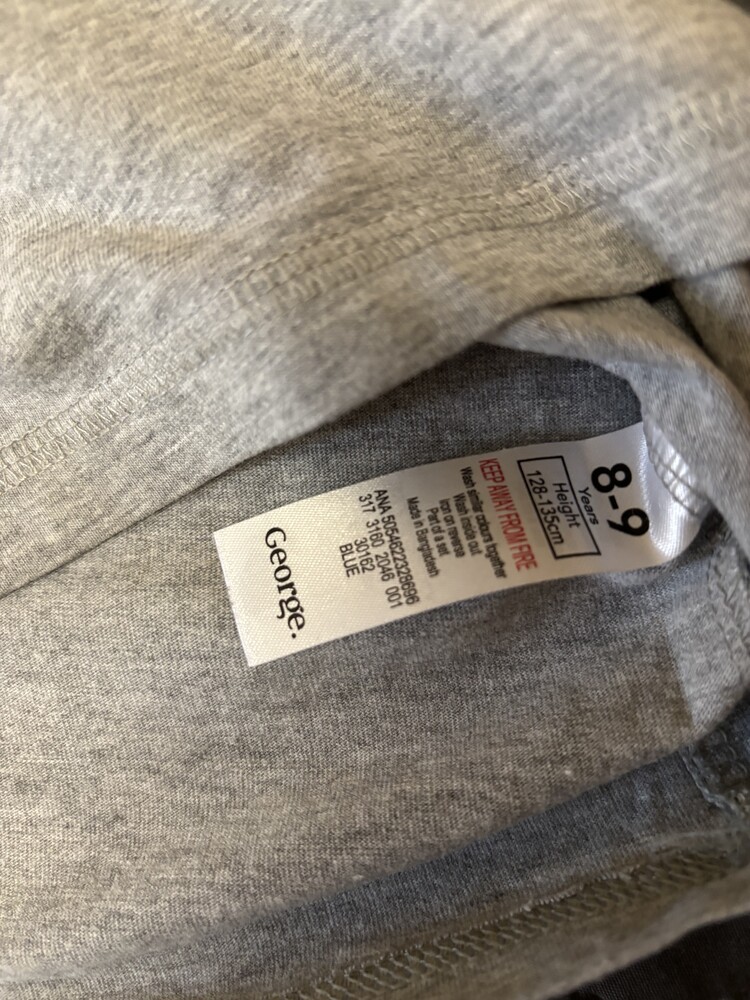 8-9
Years
Height
128-135cm
KEEP AWAY FROM FIRE
Wash similar colours together
Wash inside out
Iron on reverse
Part of a set
Made in Bangladesh
ANA 5054622328696
317 3160 2046 001
30162
BLUE
George.